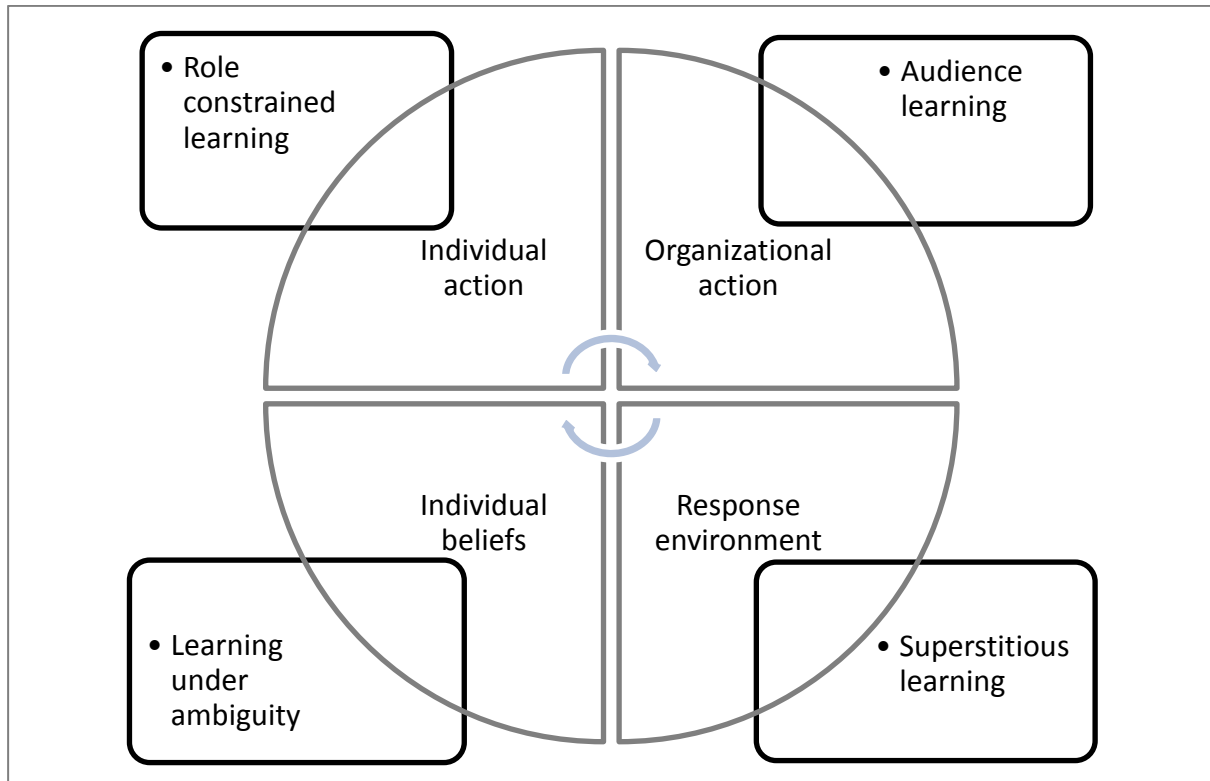 • Role
constrained
learning
• Audience
learning
Individual
action
Organizational
action
Individual
beliefs
Response
environment
• Learning
under
ambiguity
• Superstitious
learning